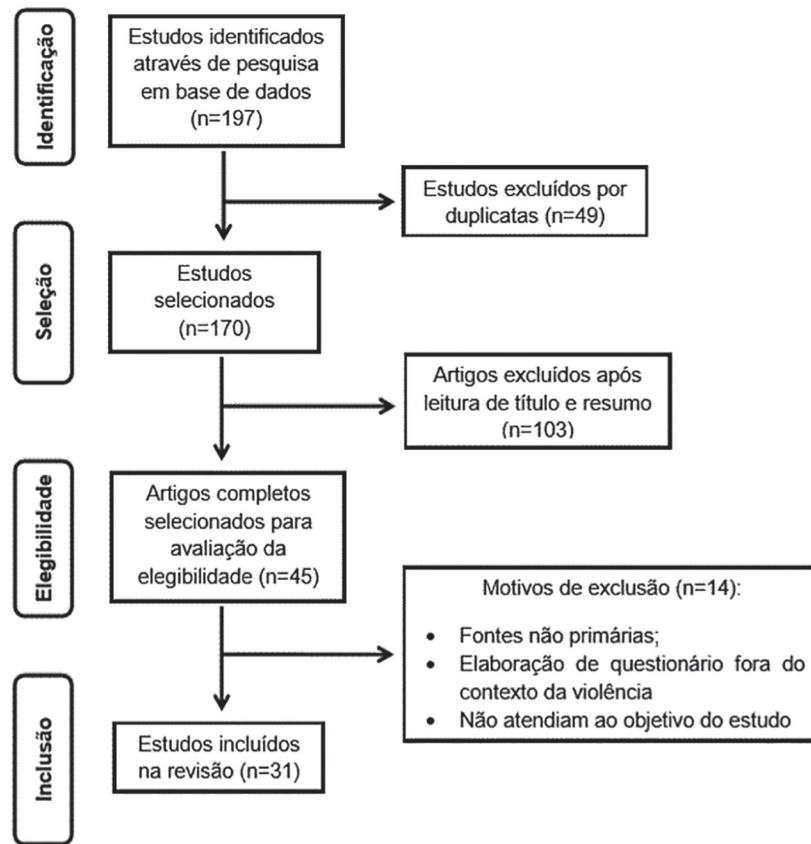 Identificação
Estudos identificados
através de pesquisa
em base de dados
(n=197)
Estudos excluídos por
duplicatas (n=49)
Seleção
Estudos
selecionados
(n=170)
Artigos excluídos após
leitura de título e resumo
(n=103)
Elegibilidade
Artigos completos
selecionados para
avaliação da
elegibilidade (n=45)
Motivos de exclusão (n=14):
• Fontes não primárias;
• Elaboração de questionário fora do
contexto da violência
• Não atendiam ao objetivo do estudo
Inclusão
Estudos incluídos
na revisão (n=31)